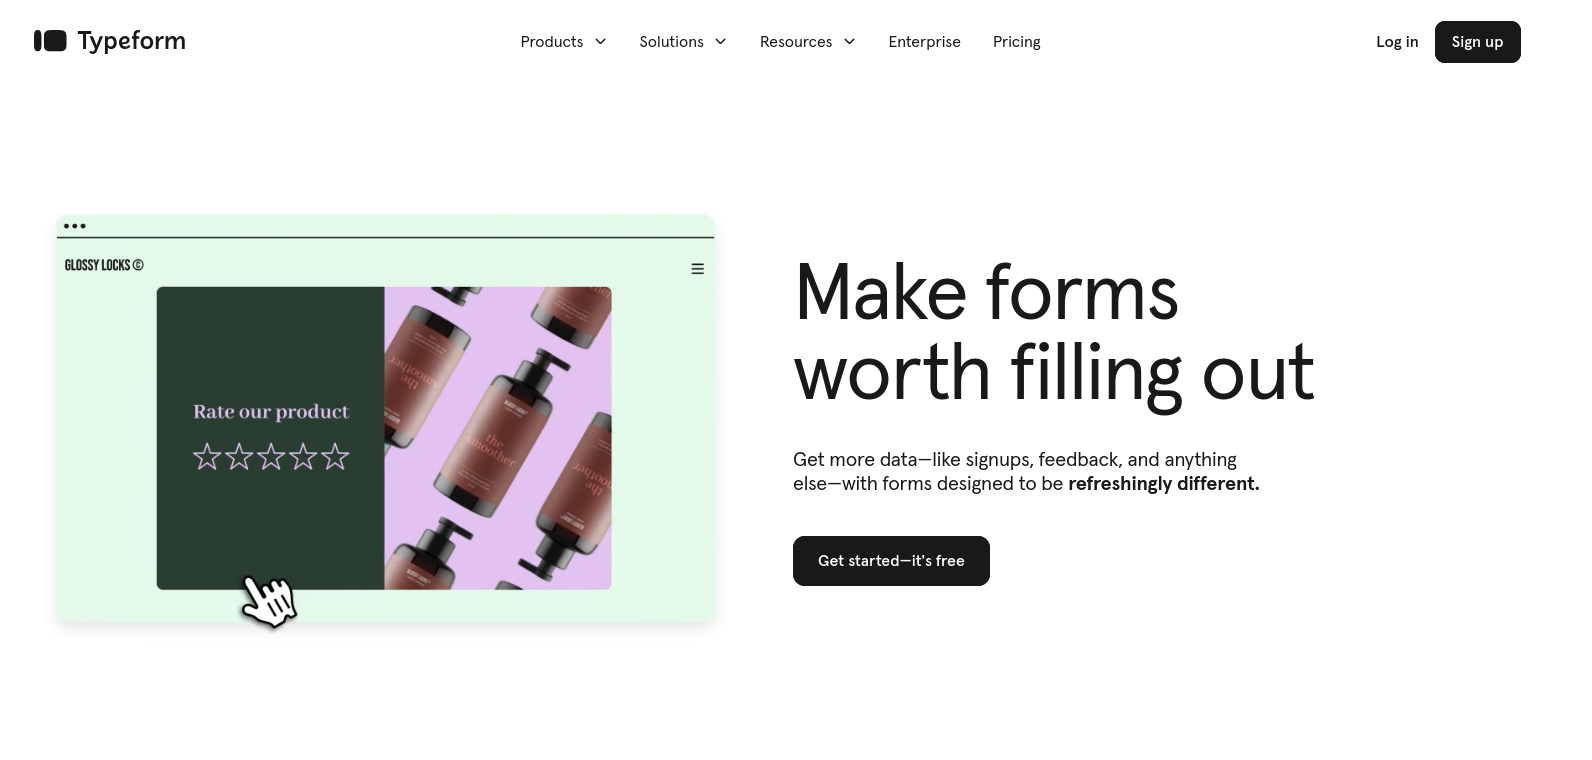 Typeform
Products
Solutions
Resources
Enterprise
Pricing
Log in
Sign up
GLOSSY LOCKS ©
Rate our product
the
smoother
the
smoother
the
smoother
Make forms
worth filling out
Get more data—like signups, feedback, and anything
else—with forms designed to be refreshingly different.
Get started—it's free